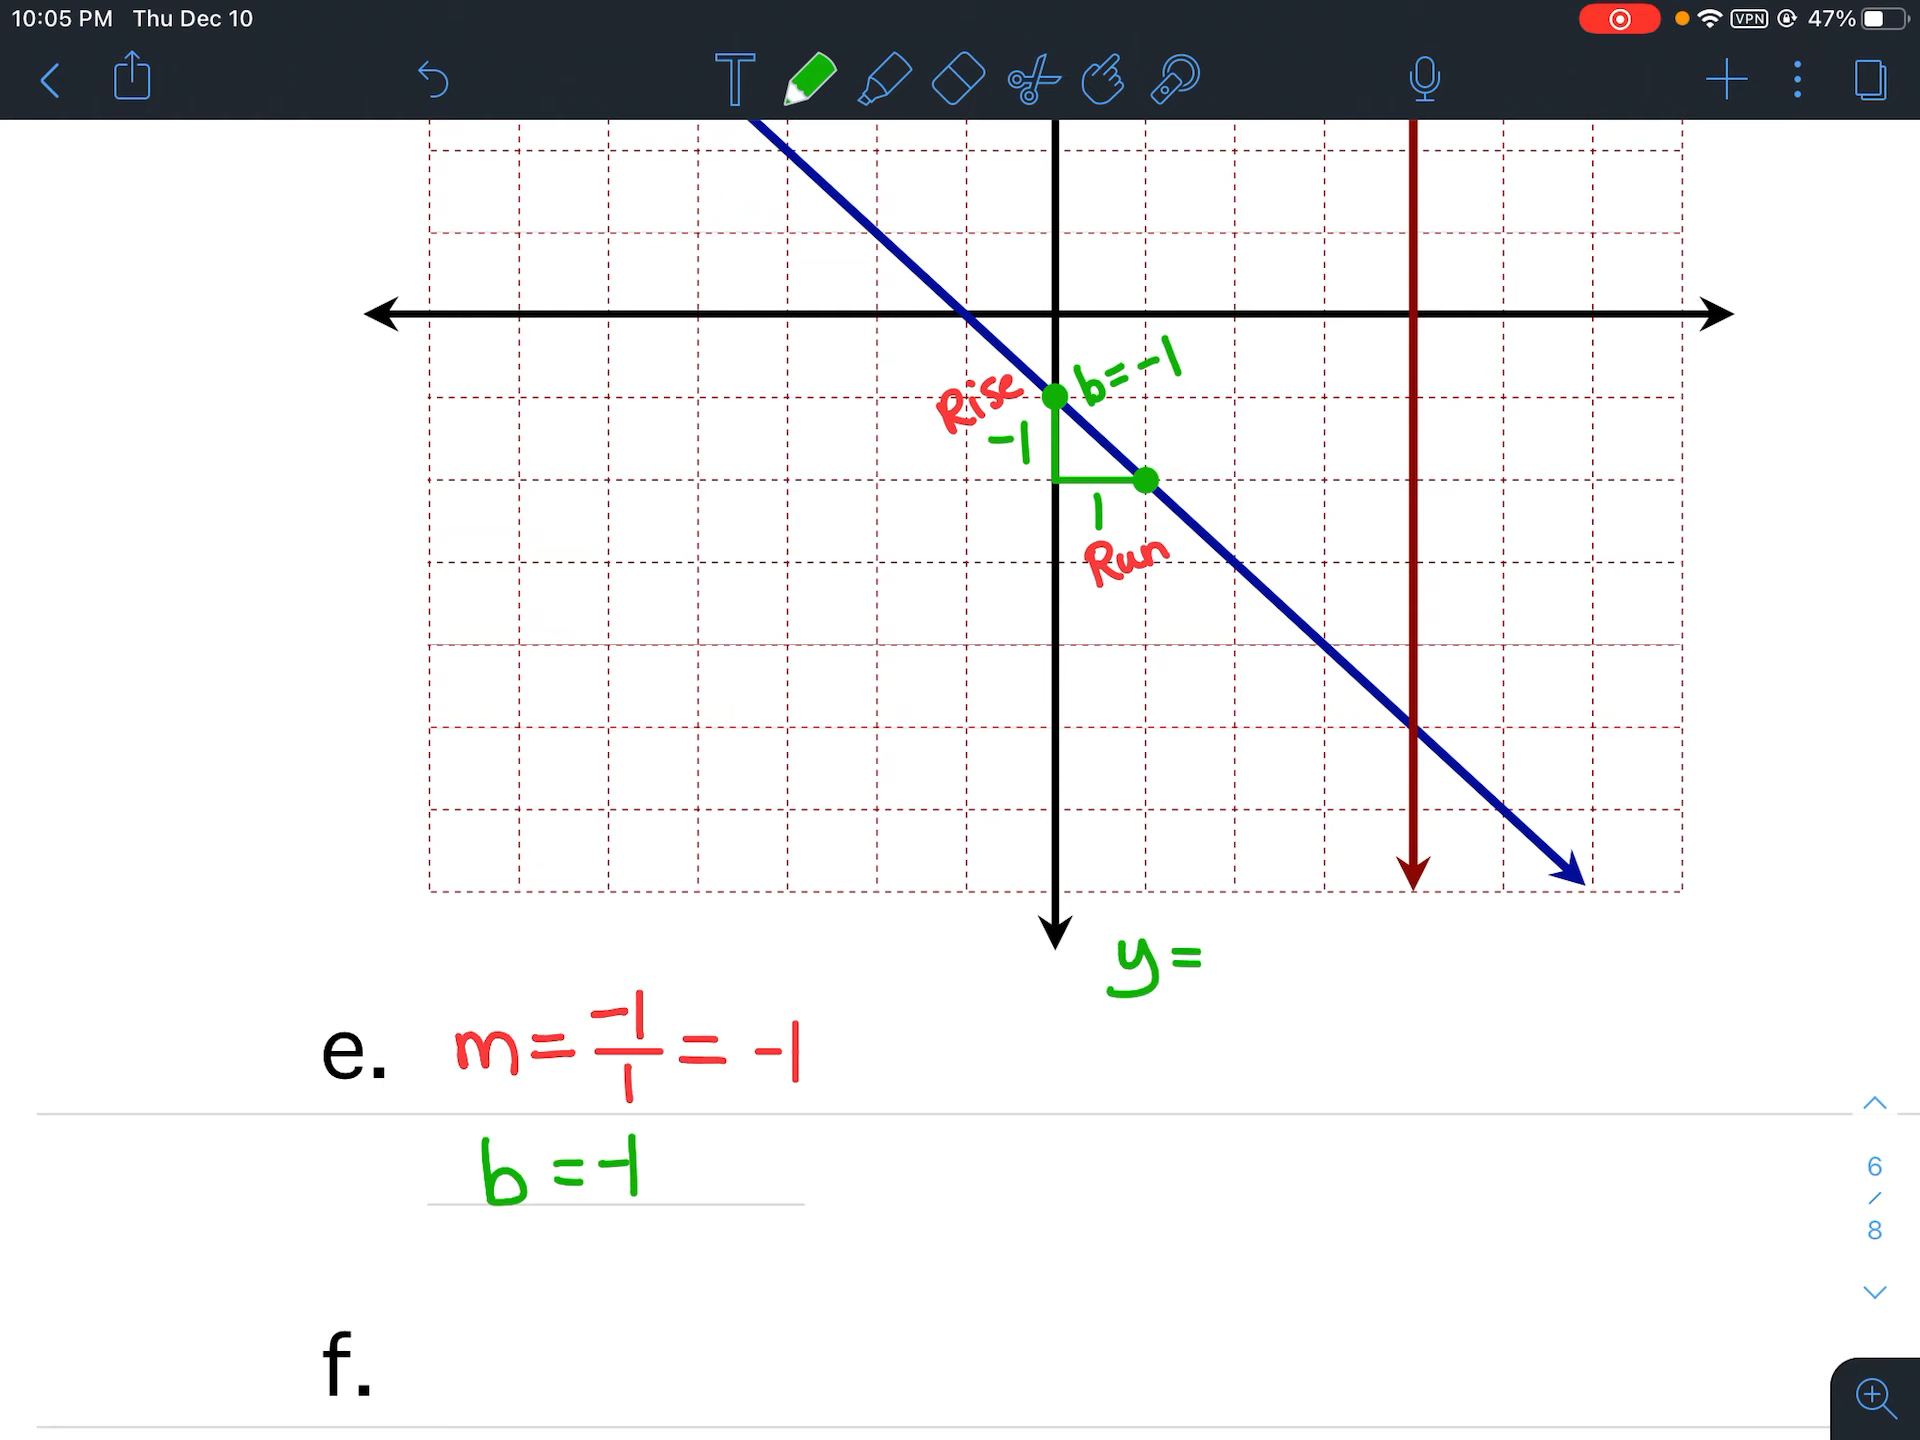 10:05 PM Thu Dec 10
VPN 47%
T
b=-1
Rise
-1
1
Run
y=
e. m = -1/1 = -1
b = -1
6
/
8
f.